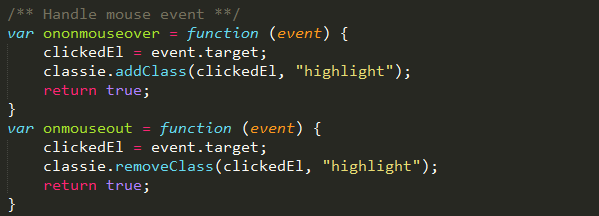 /** Handle mouse event **/
var ononmouseover = function (event) {
    clickedEl = event.target;
    classie.addClass(clickedEl, "highlight");
    return true;
}
var onmouseout = function (event) {
    clickedEl = event.target;
    classie.removeClass(clickedEl, "highlight");
    return true;
}